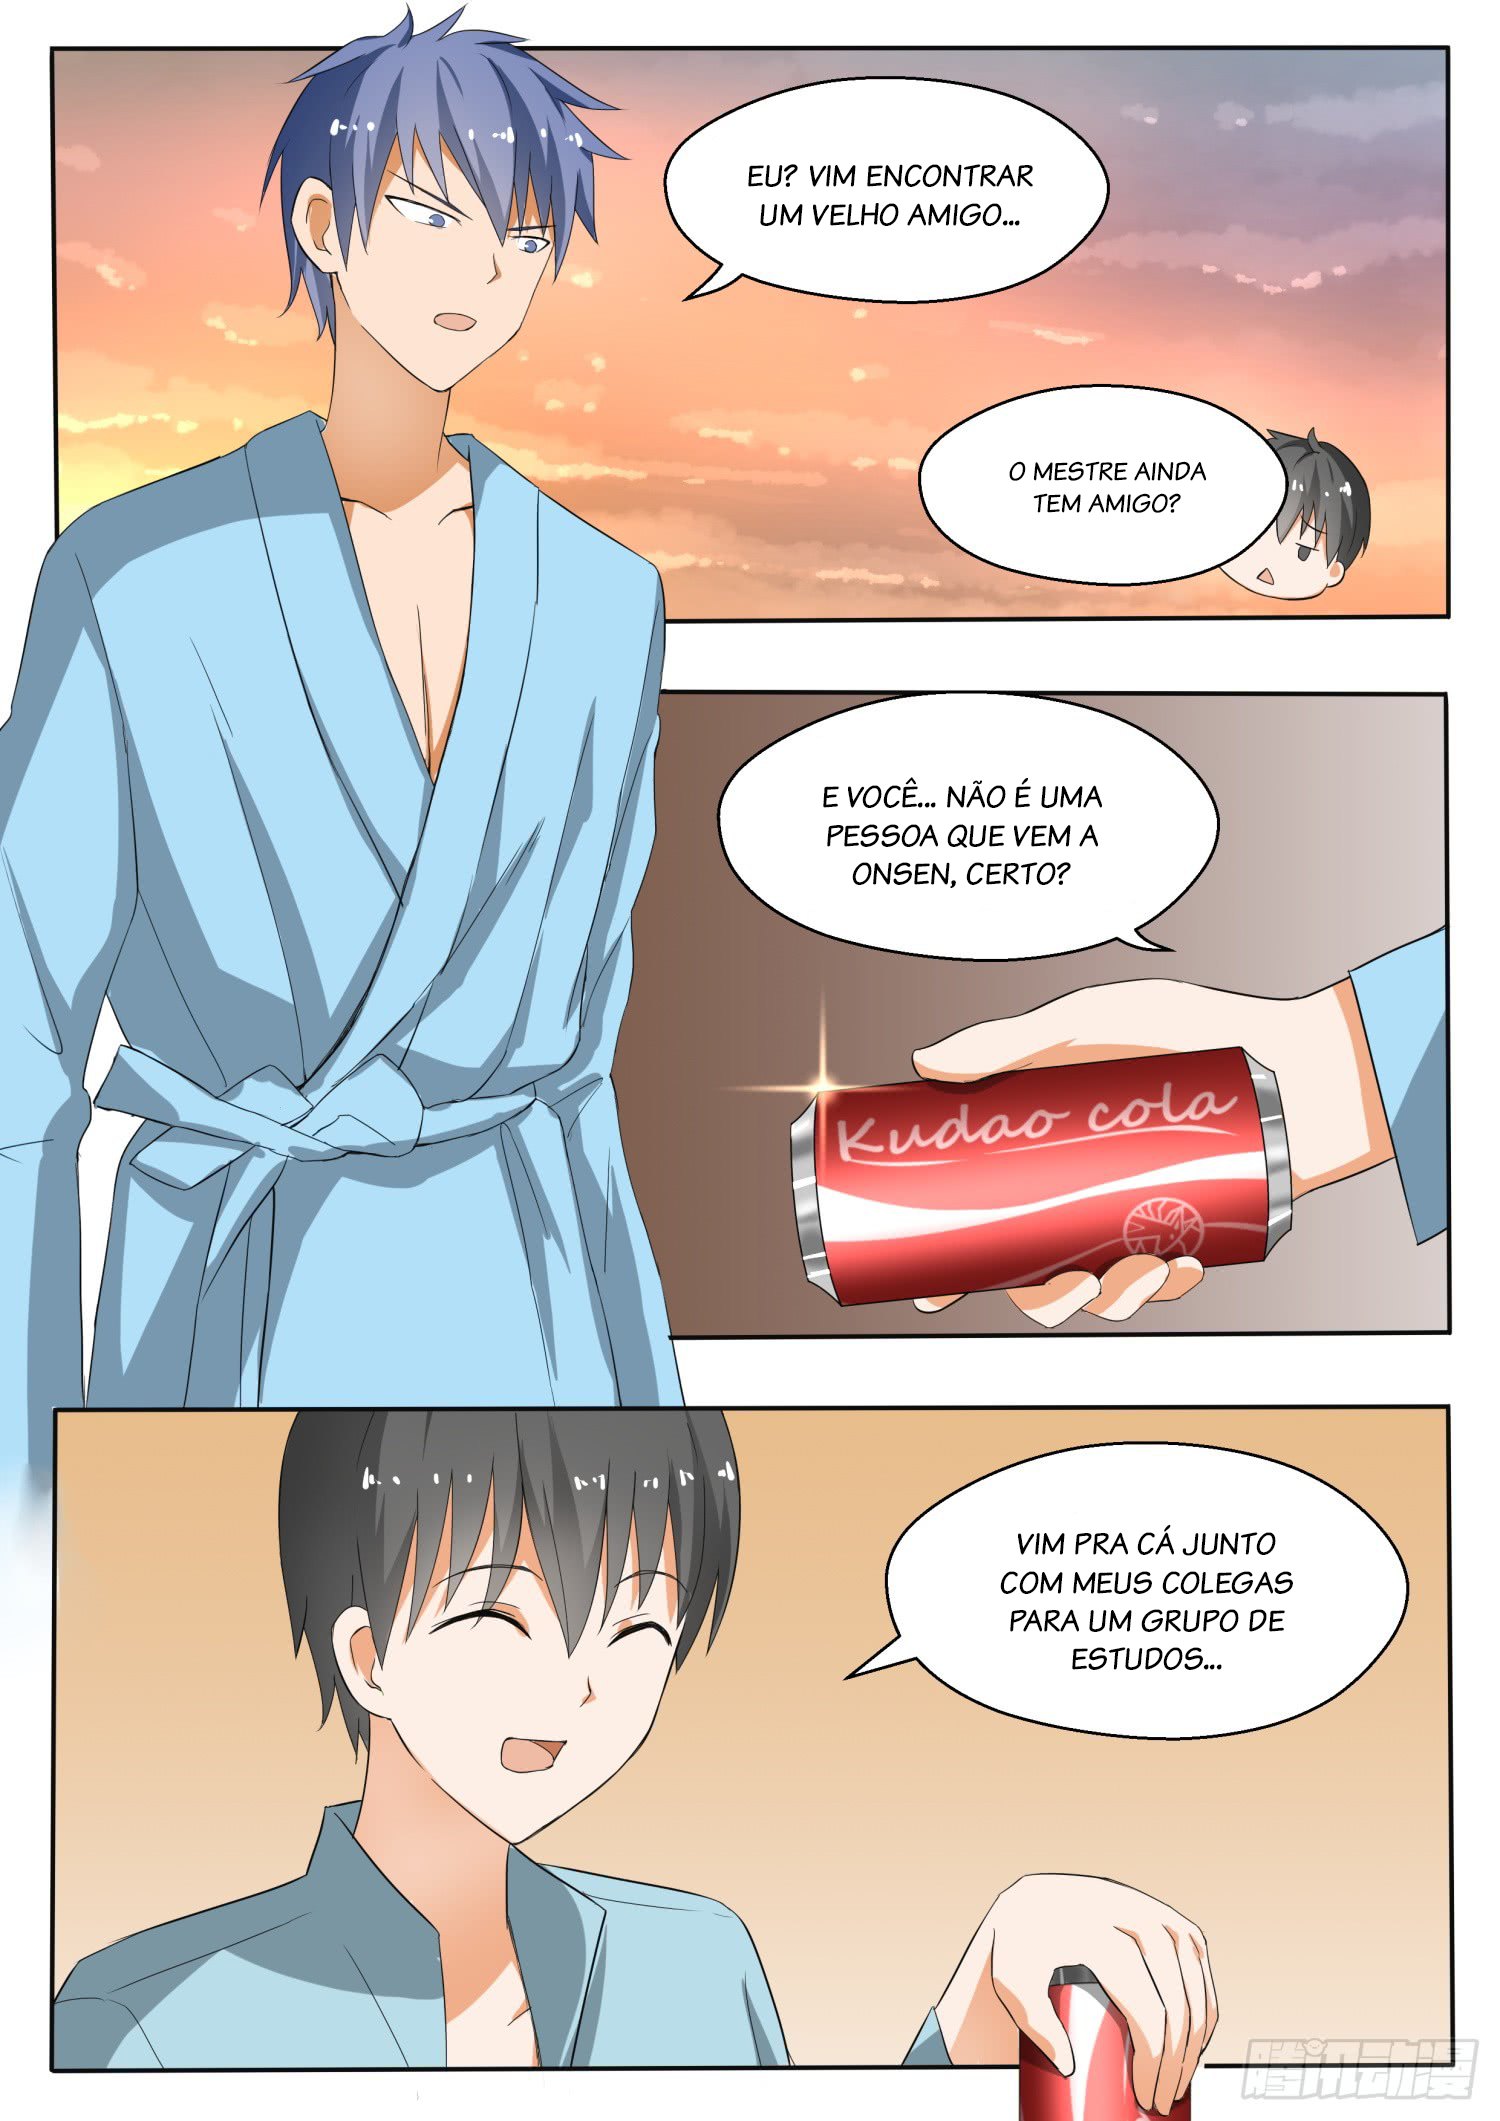 EU? VIM ENCONTRAR
UM VELHO AMIGO...
O MESTRE AINDA
TEM AMIGO?
E VOCÊ... NÃO É UMA
PESSOA QUE VEM A
ONSEN, CERTO?
Kudao cola
VIM PRA CÁ JUNTO
COM MEUS COLEGAS
PARA UM GRUPO DE
ESTUDOS...
腾讯动漫